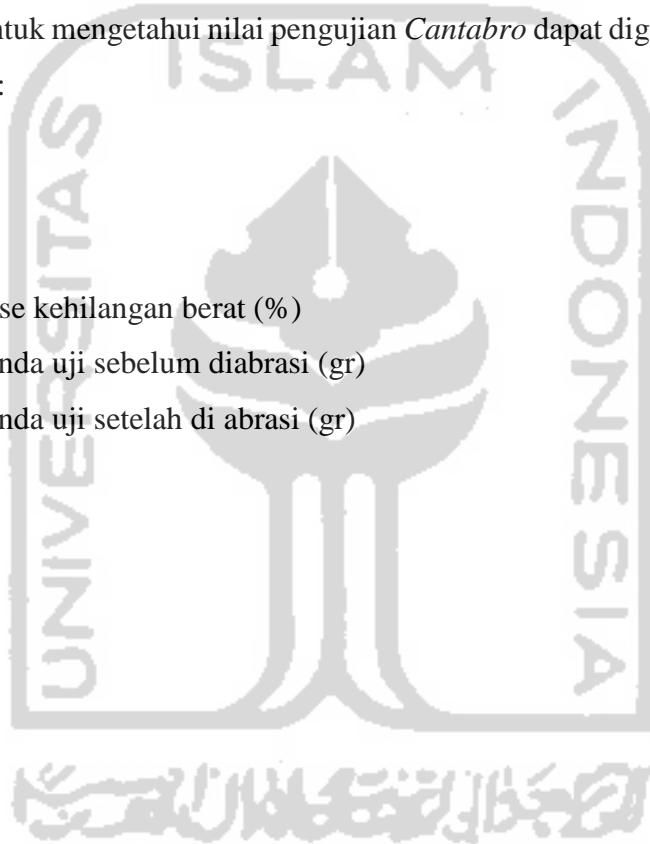 ntuk mengetahui nilai pengujian Cantabro dapat dig
:
se kehilangan berat (%)
nda uji sebelum diabrasi (gr)
nda uji setelah di abrasi (gr)
ISLAM
UNIVERSITAS
INDONESIA